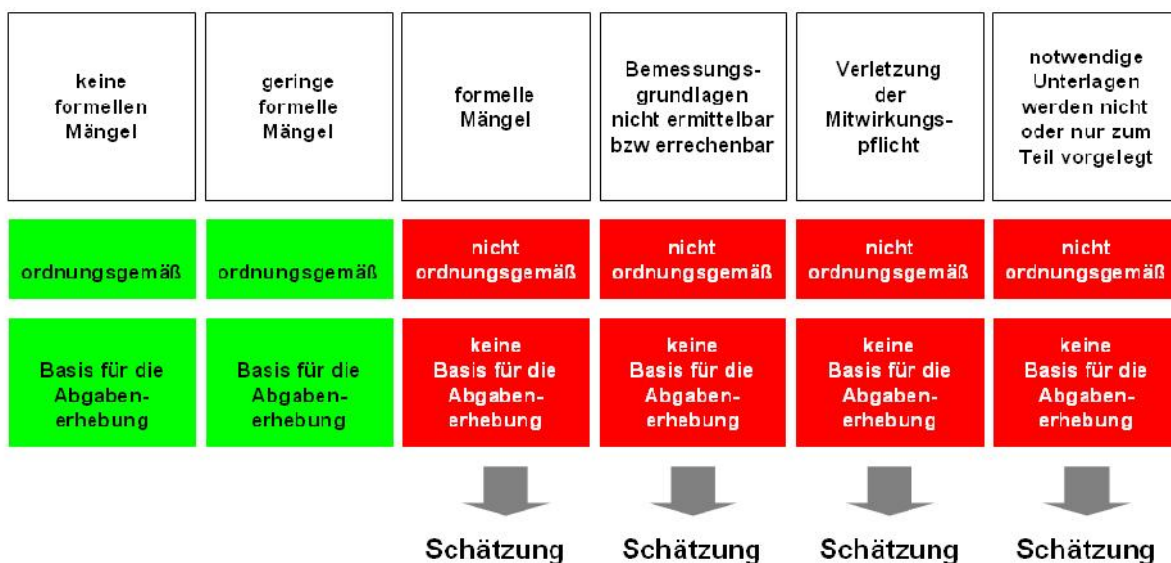 keine
formellen
Mängel
geringe
formelle
Mängel
formelle
Mängel
Bemessungs-
grundlagen
nicht ermittelbar
bzw errechenbar
Verletzung
der
Mitwirkungs-
pflicht
notwendige
Unterlagen
werden nicht
oder nur zum
Teil vorgelegt
ordnungsgemäß
ordnungsgemäß
nicht
ordnungsgemäß
nicht
ordnungsgemäß
nicht
ordnungsgemäß
nicht
ordnungsgemäß
Basis für die
Abgaben-
erhebung
Basis für die
Abgaben-
erhebung
keine
Basis für die
Abgaben-
erhebung
keine
Basis für die
Abgaben-
erhebung
keine
Basis für die
Abgaben-
erhebung
keine
Basis für die
Abgaben-
erhebung
Schätzung
Schätzung
Schätzung
Schätzung